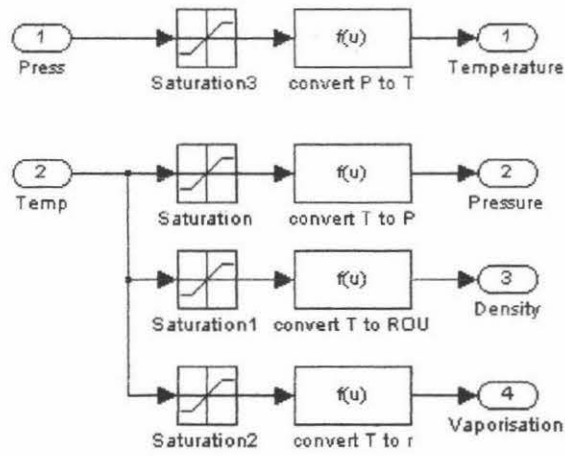 1 f(u) 1
Press Saturation3 convert P to T Temperature
2 f(u) 2
Temp Saturation convert T to P Pressure
f(u) 3
Saturation1 convert T to ROU Density
f(u) 4
Saturation2 convert T to r Vaporisation